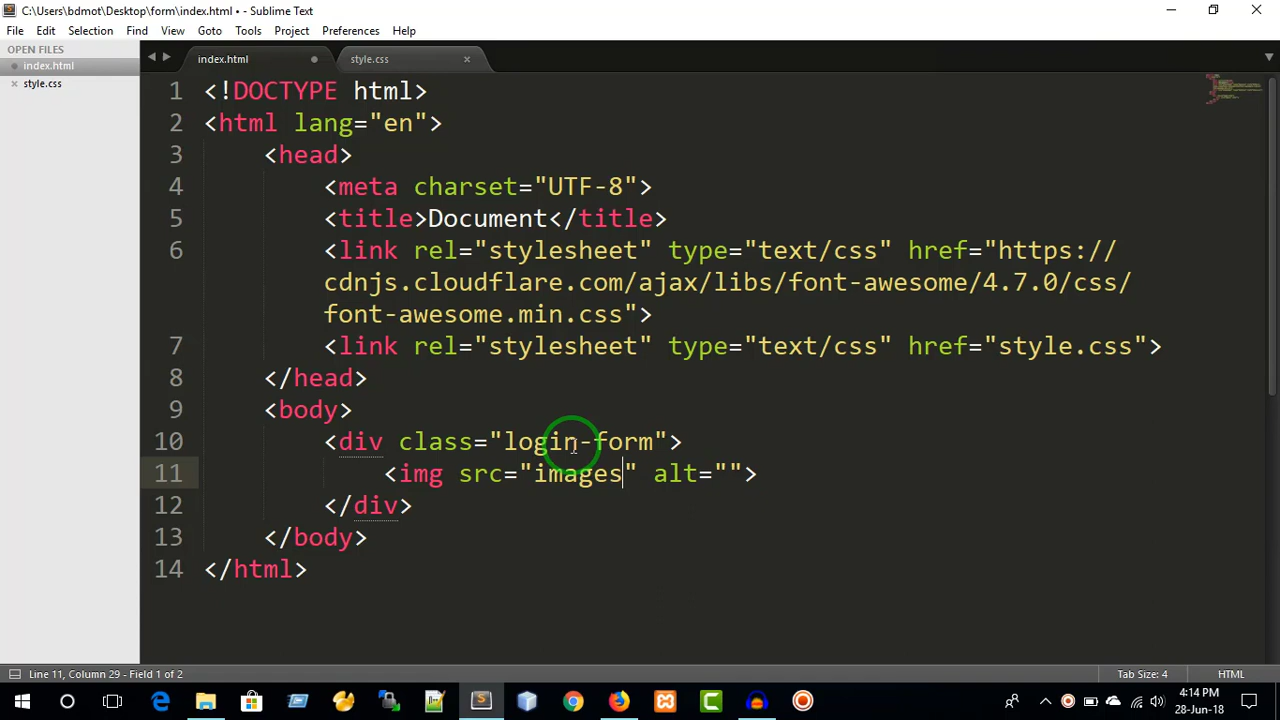 C:\Users\bdmot\Desktop\form\index.html • - Sublime Text
File Edit Selection Find View Goto Tools Project Preferences Help
OPEN FILES
index.html
style.css
index.html
style.css
1 <!DOCTYPE html>
2 <html lang="en">
3 <head>
4 <meta charset="UTF-8">
5 <title>Document</title>
6 <link rel="stylesheet" type="text/css" href="https://
cdnjs.cloudflare.com/ajax/libs/font-awesome/4.7.0/css/
font-awesome.min.css">
7 <link rel="stylesheet" type="text/css" href="style.css">
8 </head>
9 <body>
10 <div class="login-form">
11 <img src="images" alt="">
12 </div>
13 </body>
14 </html>
Line 11, Column 29 - Field 1 of 2
Tab Size: 4
HTML
4:14 PM
28-Jun-18